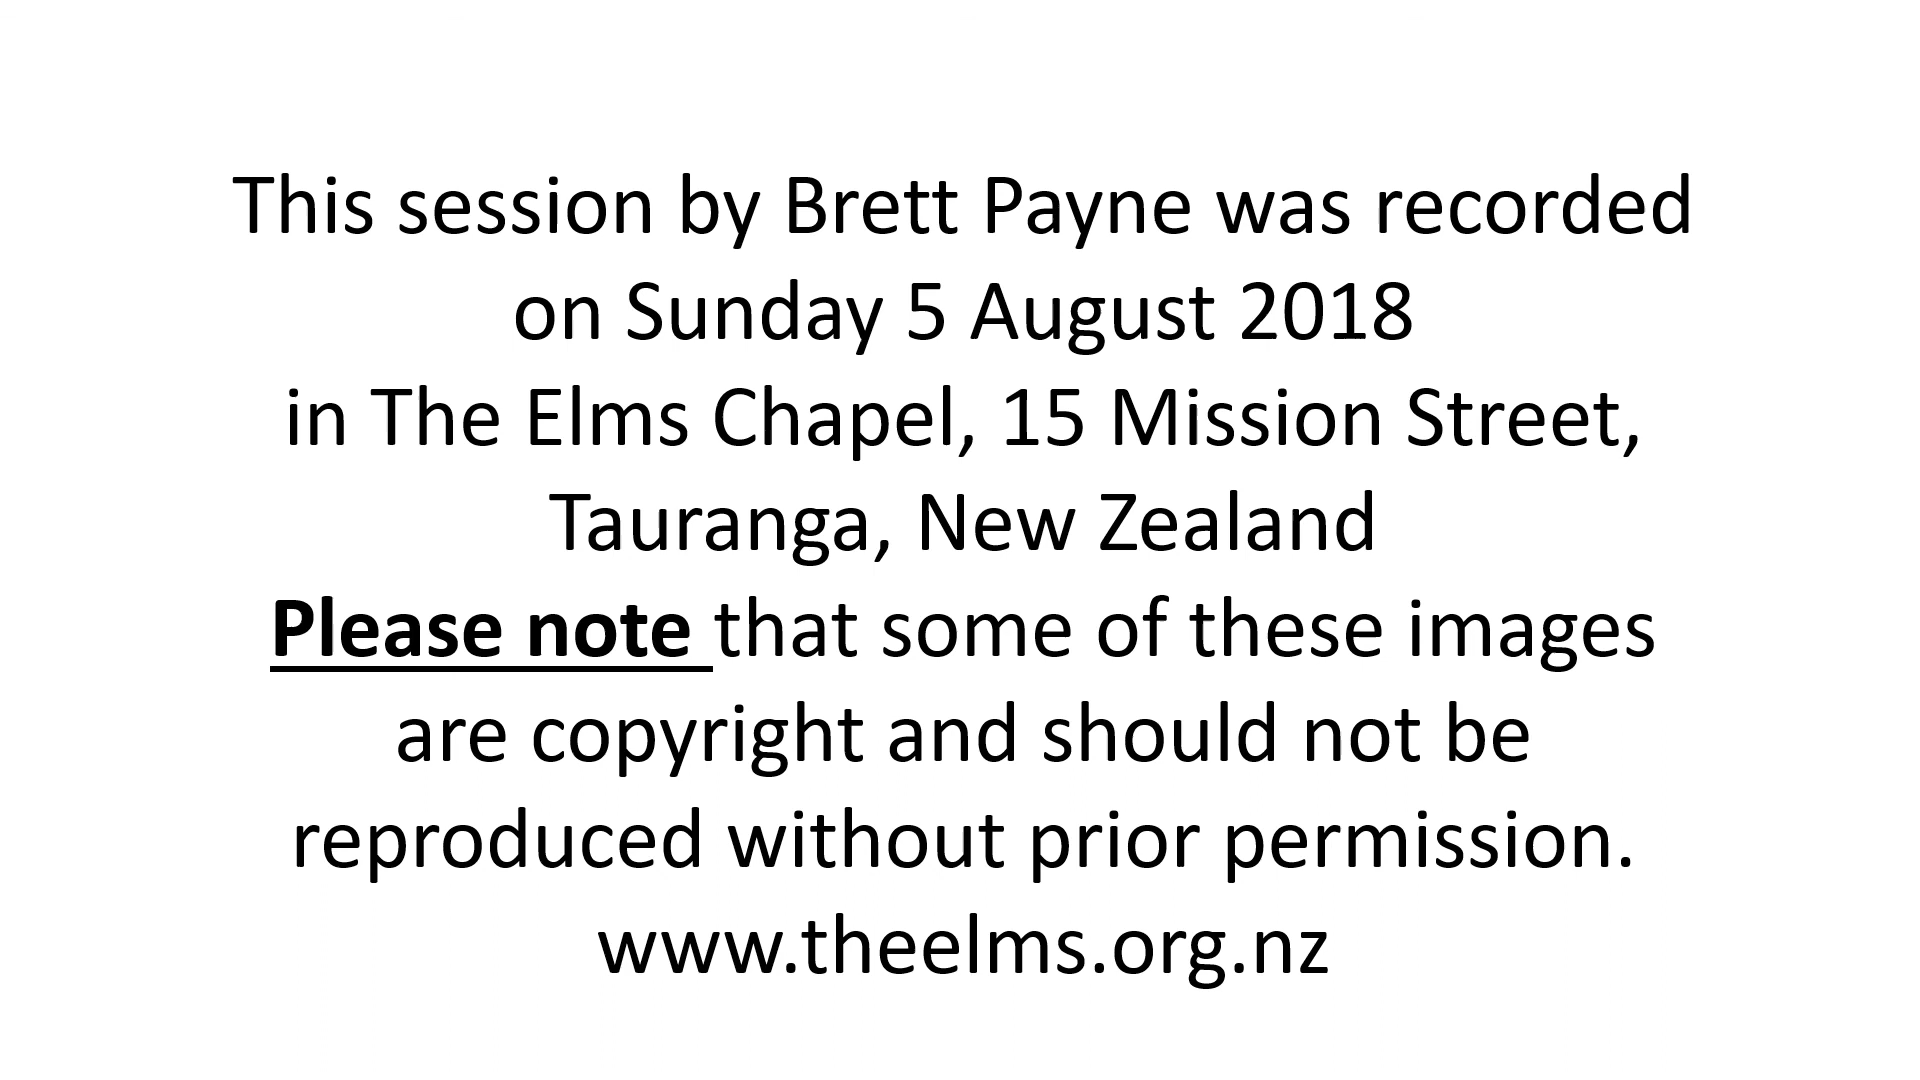 This session by Brett Payne was recorded
on Sunday 5 August 2018
in The Elms Chapel, 15 Mission Street,
Tauranga, New Zealand
Please note that some of these images
are copyright and should not be
reproduced without prior permission.
www.theelms.org.nz